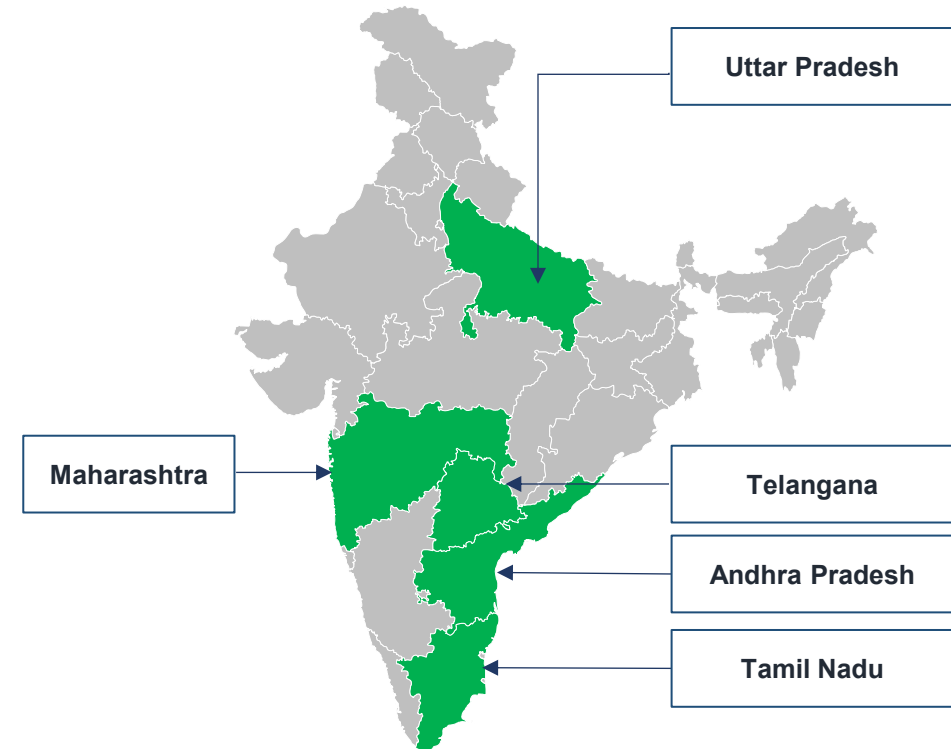 Uttar Pradesh
Maharashtra
Telangana
Andhra Pradesh
Tamil Nadu